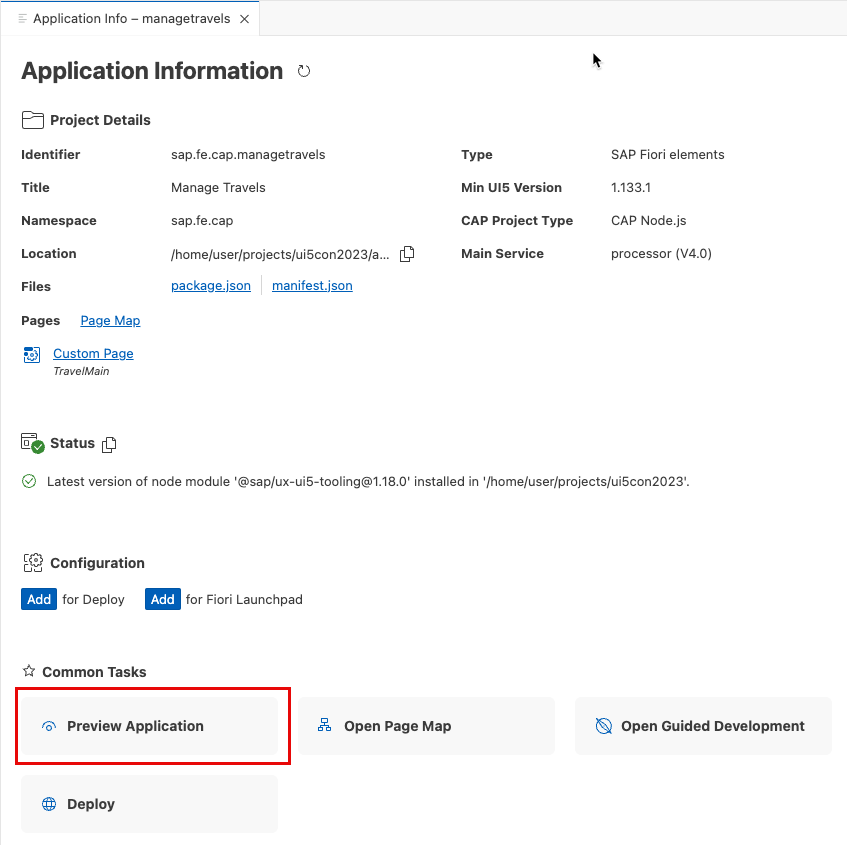 Application Info – managetravels
Application Information
Project Details
Identifier sap.fe.cap.managetravels Type SAP Fiori elements
Title Manage Travels Min UI5 Version 1.133.1
Namespace sap.fe.cap CAP Project Type CAP Node.js
Location /home/user/projects/ui5con2023/a... Main Service processor (V4.0)
Files package.json manifest.json
Pages Page Map
Custom Page
TravelMain
Status
Latest version of node module '@sap/ux-ui5-tooling@1.18.0' installed in '/home/user/projects/ui5con2023'.
Configuration
Add for Deploy Add for Fiori Launchpad
Common Tasks
Preview Application Open Page Map Open Guided Development
Deploy